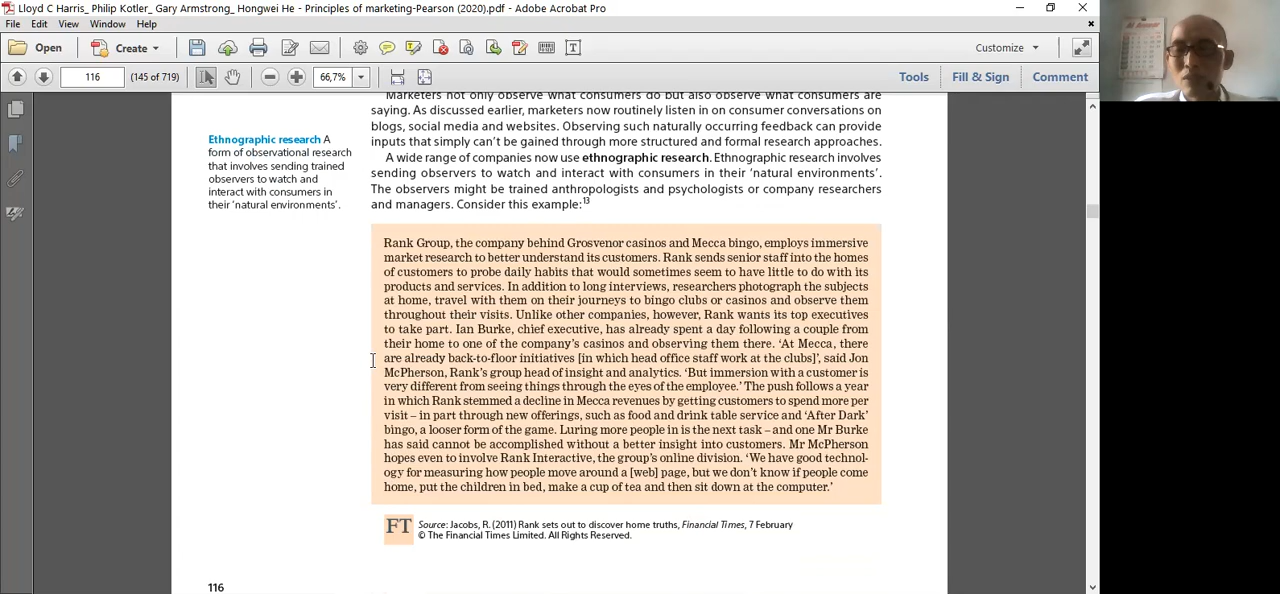 Lloyd C Harris_ Philip Kotler_ Gary Armstrong_ Hongwei He - Principles of marketing-Pearson (2020).pdf - Adobe Acrobat Pro
File Edit View Window Help
Open Create Customize
116 (145 of 719) 66,7% Tools Fill & Sign Comment
Marketers not only observe what consumers do but also observe what consumers are
saying. As discussed earlier, marketers now routinely listen in on consumer conversations on
blogs, social media and websites. Observing such naturally occurring feedback can provide
inputs that simply can't be gained through more structured and formal research approaches.
A wide range of companies now use ethnographic research. Ethnographic research involves
sending observers to watch and interact with consumers in their 'natural environments'.
The observers might be trained anthropologists and psychologists or company researchers
and managers. Consider this example:13
Ethnographic research A
form of observational research
that involves sending trained
observers to watch and
interact with consumers in
their 'natural environments'.
Rank Group, the company behind Grosvenor casinos and Mecca bingo, employs immersive
market research to better understand its customers. Rank sends senior staff into the homes
of customers to probe daily habits that would sometimes seem to have little to do with its
products and services. In addition to long interviews, researchers photograph the subjects
at home, travel with them on their journeys to bingo clubs or casinos and observe them
throughout their visits. Unlike other companies, however, Rank wants its top executives
to take part. Ian Burke, chief executive, has already spent a day following a couple from
their home to one of the company's casinos and observing them there. 'At Mecca, there
are already back-to-floor initiatives [in which head office staff work at the clubs]', said Jon
McPherson, Rank's group head of insight and analytics. 'But immersion with a customer is
very different from seeing things through the eyes of the employee.' The push follows a year
in which Rank stemmed a decline in Mecca revenues by getting customers to spend more per
visit – in part through new offerings, such as food and drink table service and 'After Dark'
bingo, a looser form of the game. Luring more people in is the next task – and one Mr Burke
has said cannot be accomplished without a better insight into customers. Mr McPherson
hopes even to involve Rank Interactive, the group's online division. 'We have good technol-
ogy for measuring how people move around a [web] page, but we don't know if people come
home, put the children in bed, make a cup of tea and then sit down at the computer.'
FT Source: Jacobs, R. (2011) Rank sets out to discover home truths, Financial Times, 7 February
© The Financial Times Limited. All Rights Reserved.
116